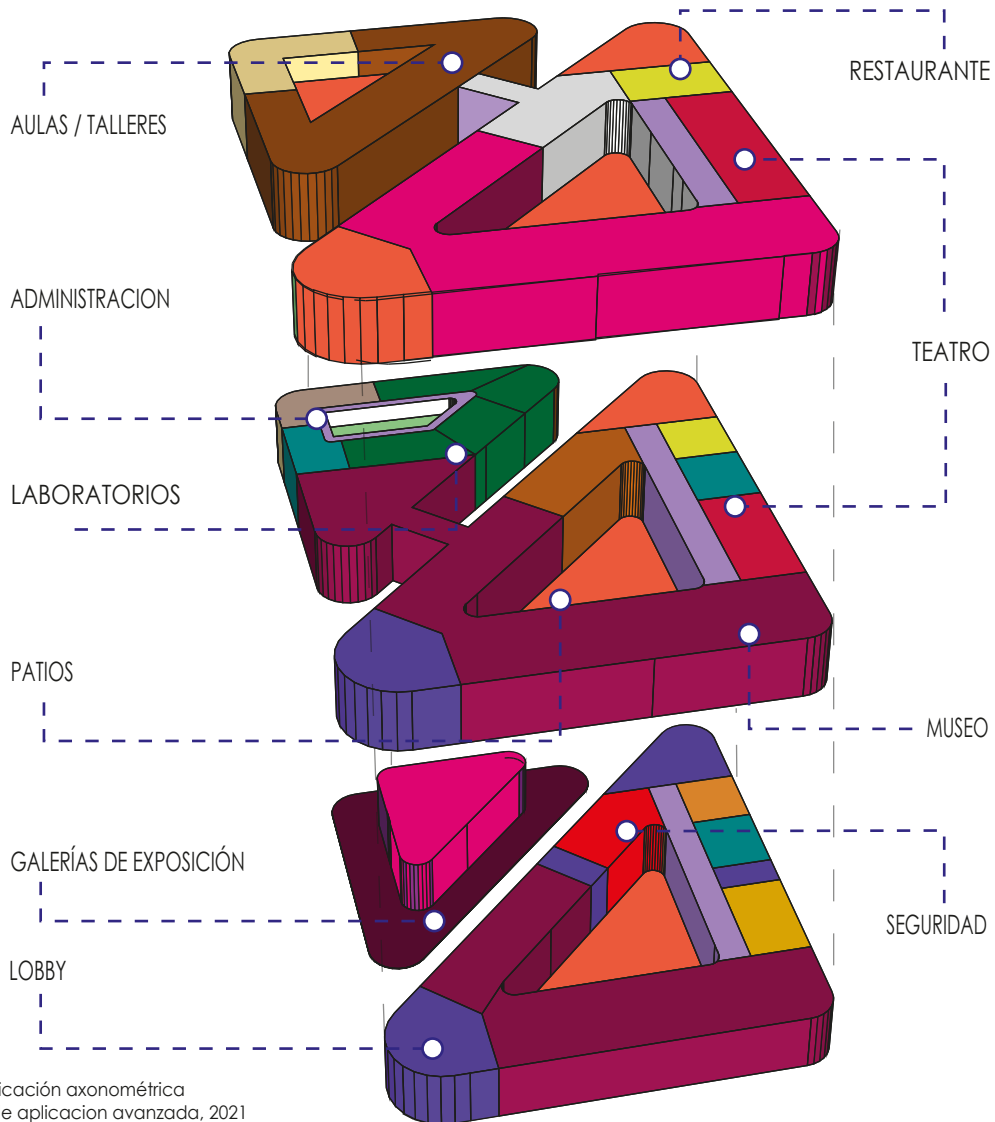 RESTAURANTE
AULAS / TALLERES
ADMINISTRACION
TEATRO
LABORATORIOS
PATIOS
MUSEO
GALERÍAS DE EXPOSICIÓN
SEGURIDAD
LOBBY
icación axonométrica
e aplicacion avanzada, 2021